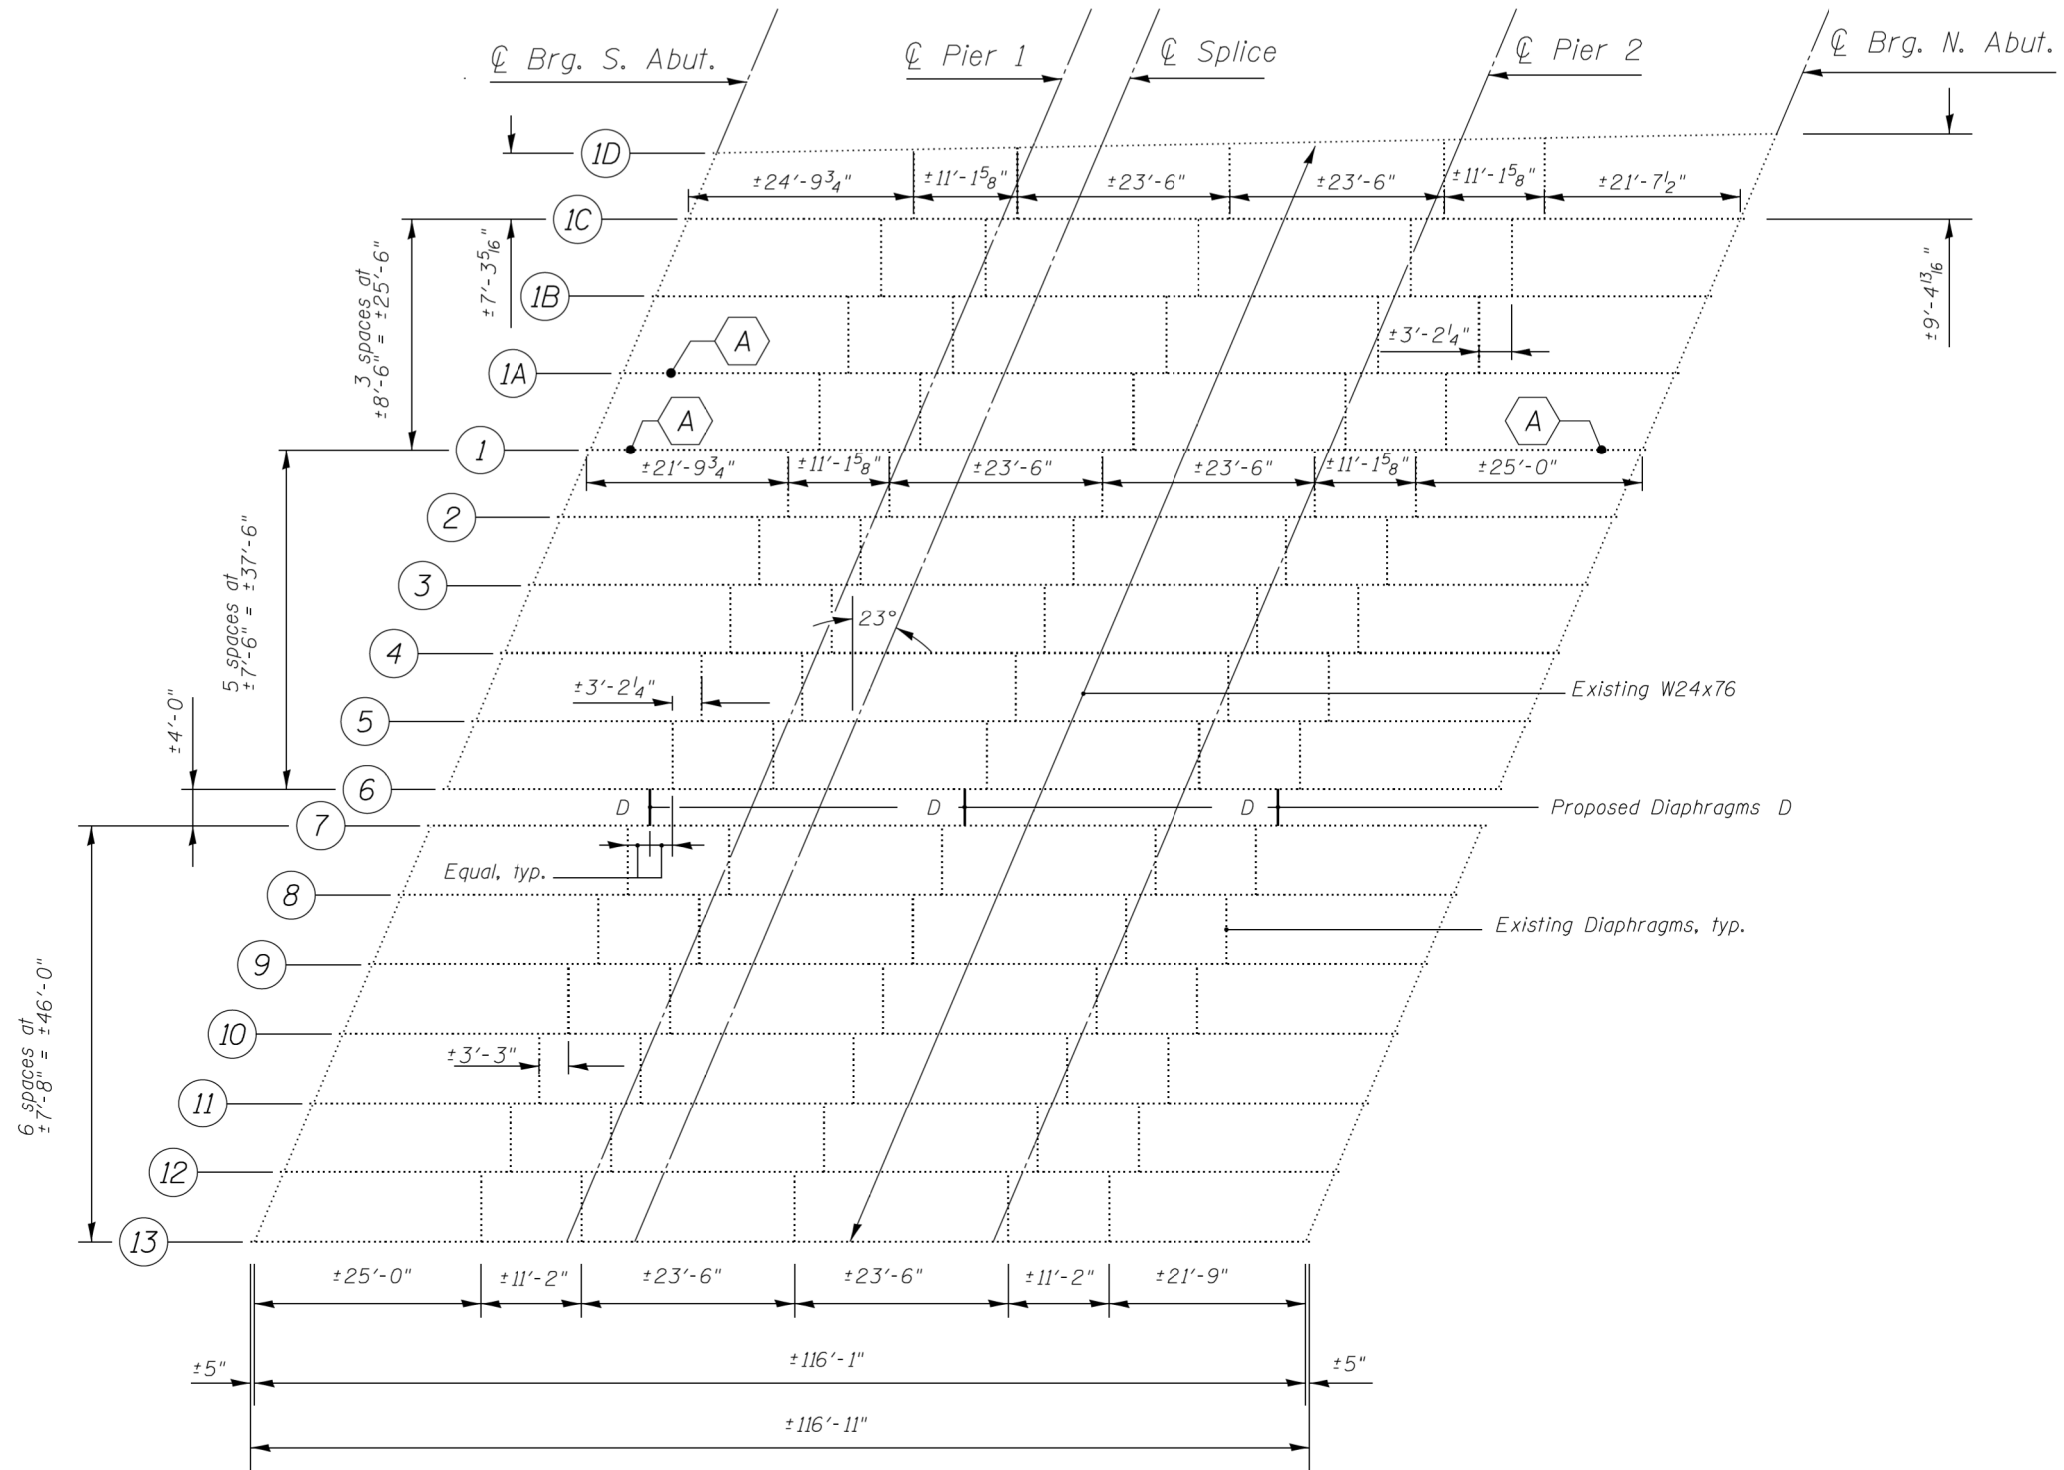 ℄ Brg. S. Abut.
℄ Pier 1
℄ Splice
℄ Pier 2
℄ Brg. N. Abut.
1D
±24'-9¾"
±11'-1⅝"
±23'-6"
±23'-6"
±11'-1⅝"
±21'-7½"
1C
±7'-3 5/16"
±9'-4 13/16"
3 spaces at
±8'-6" = ±25'-6"
1B
±3'-2¼"
A
1A
A
A
1
±21'-9¾"
±11'-1⅝"
±23'-6"
±23'-6"
±11'-1⅝"
±25'-0"
2
3
5 spaces at
±7'-6" = ±37'-6"
23°
4
±3'-2¼"
Existing W24x76
5
±4'-0"
6
D
D
D
Proposed Diaphragms D
7
Equal, typ.
8
Existing Diaphragms, typ.
9
10
6 spaces at
±7'-8" = ±46'-0"
±3'-3"
11
12
13
±25'-0"
±11'-2"
±23'-6"
±23'-6"
±11'-2"
±21'-9"
±5"
±116'-1"
±5"
±116'-11"